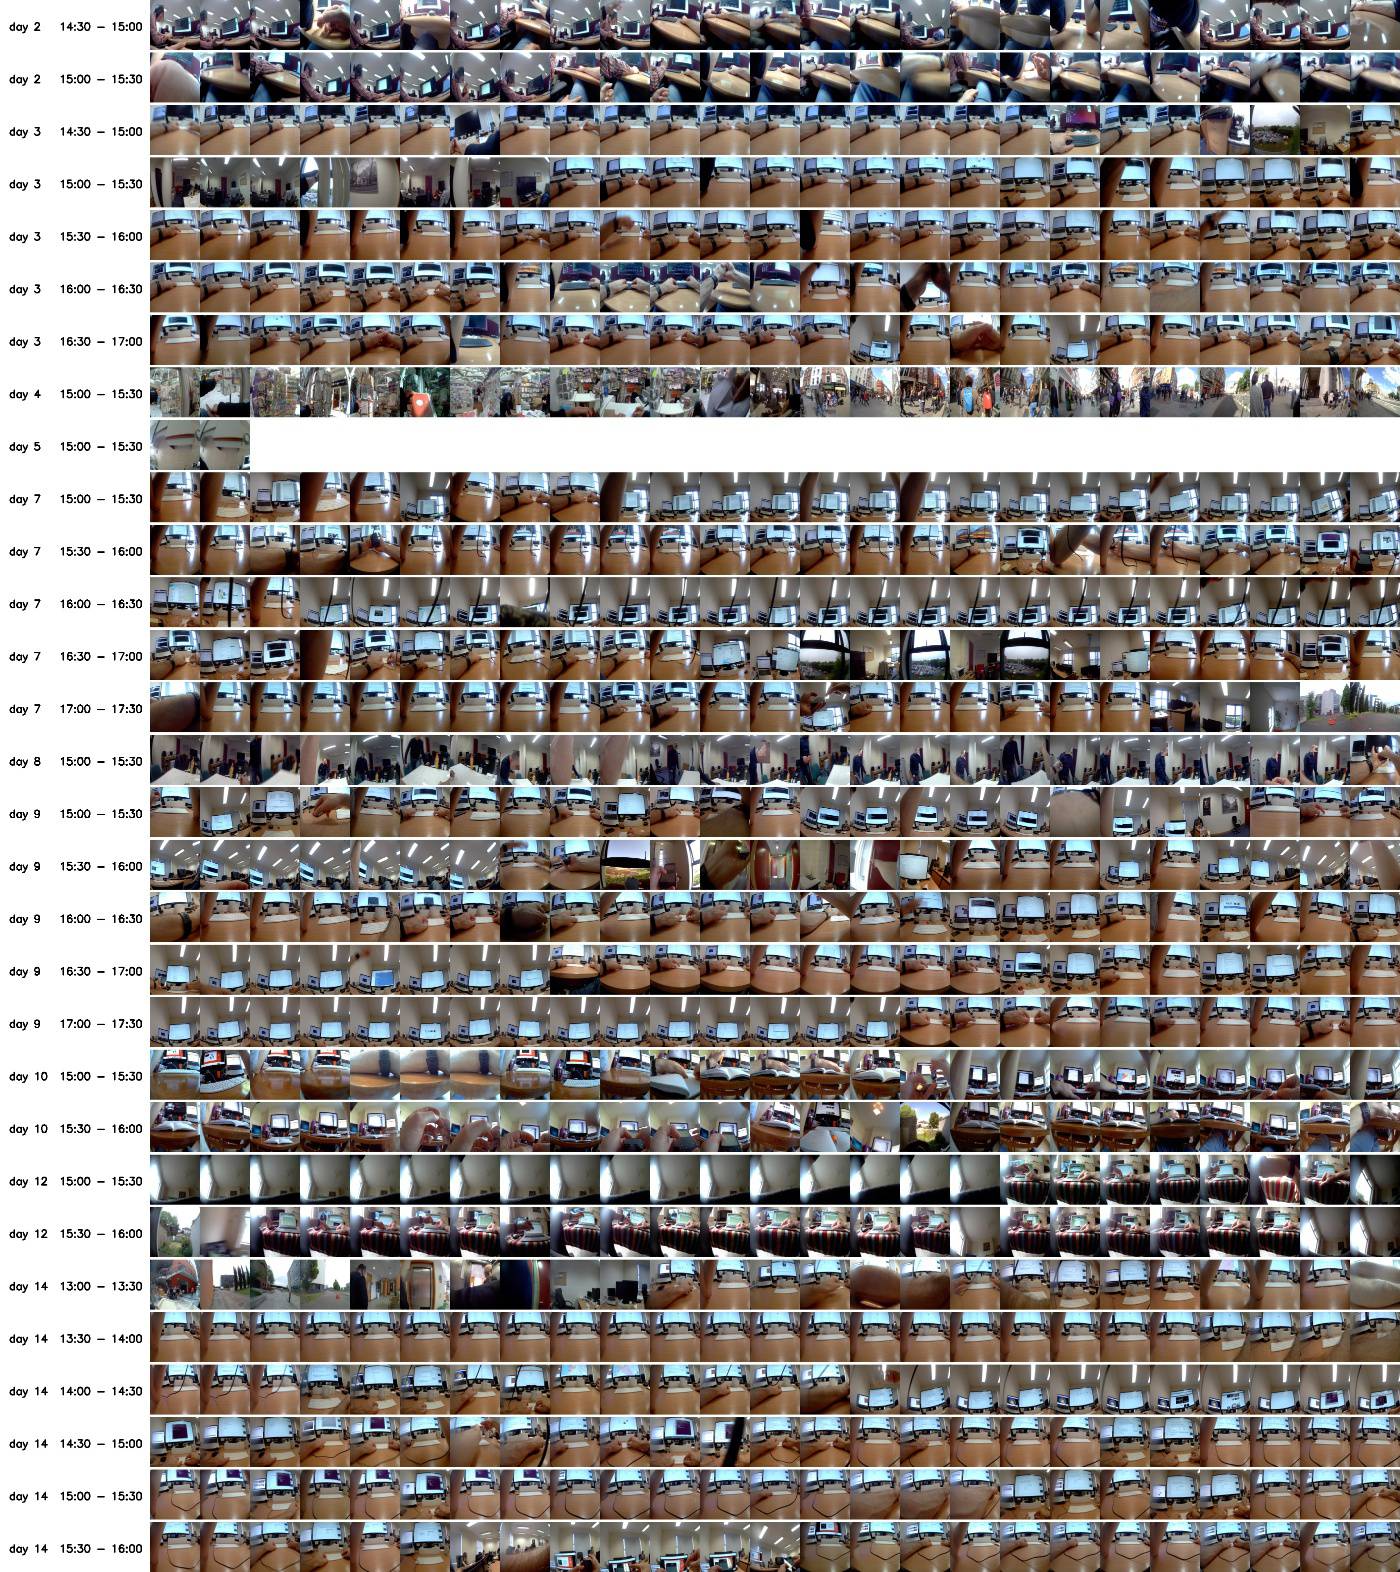 day 2 14:30 - 15:00
day 2 15:00 - 15:30
day 3 14:30 - 15:00
day 3 15:00 - 15:30
day 3 15:30 - 16:00
day 3 16:00 - 16:30
day 3 16:30 - 17:00
day 4 15:00 - 15:30
day 5 15:00 - 15:30
day 7 15:00 - 15:30
day 7 15:30 - 16:00
day 7 16:00 - 16:30
day 7 16:30 - 17:00
day 7 17:00 - 17:30
day 8 15:00 - 15:30
day 9 15:00 - 15:30
day 9 15:30 - 16:00
day 9 16:00 - 16:30
day 9 16:30 - 17:00
day 9 17:00 - 17:30
day 10 15:00 - 15:30
day 10 15:30 - 16:00
day 12 15:00 - 15:30
day 12 15:30 - 16:00
day 14 13:00 - 13:30
day 14 13:30 - 14:00
day 14 14:00 - 14:30
day 14 14:30 - 15:00
day 14 15:00 - 15:30
day 14 15:30 - 16:00